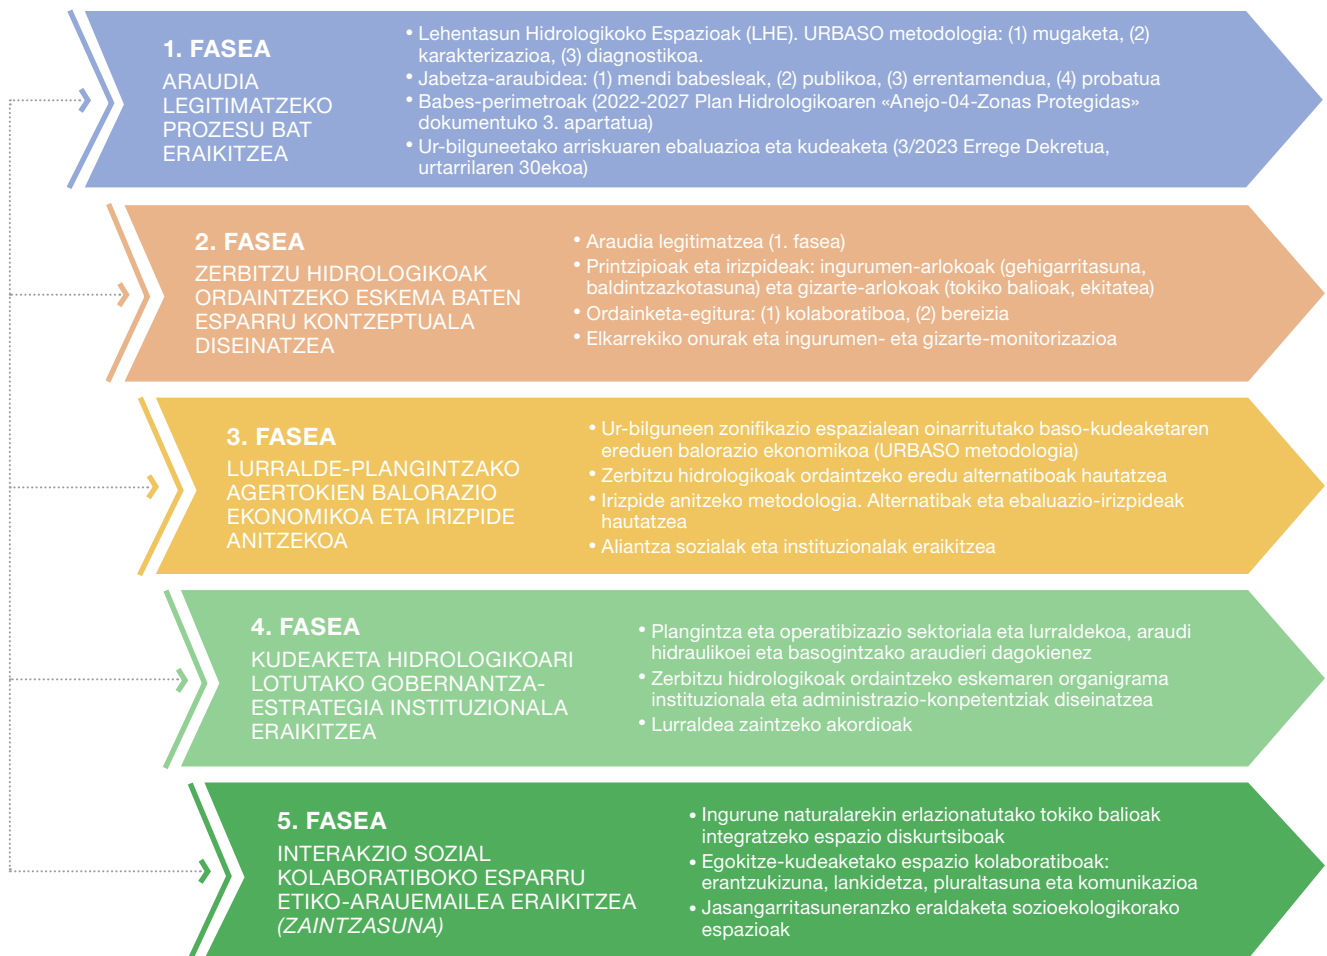 1. FASEA
ARAUDIA
LEGITIMATZEKO
PROZESU BAT
ERAIKITZEA
• Lehentasun Hidrologikoko Espazioak (LHE). URBASO metodologia: (1) mugaketa, (2)
karakterizazioa, (3) diagnostikoa.
• Jabetza-araubidea: (1) mendi babesleak, (2) publikoa, (3) errentamendua, (4) probatua
• Babes-perimetroak (2022-2027 Plan Hidrologikoaren «Anejo-04-Zonas Protegidas»
dokumentuko 3. apartatua)
• Ur-bilguneetako arriskuaren ebaluazioa eta kudeaketa (3/2023 Errege Dekretua,
urtarrilaren 30ekoa)
2. FASEA
ZERBITZU HIDROLOGIKOAK
ORDAINTZEKO ESKEMA BATEN
ESPARRU KONTZEPTUALA
DISEINATZEA
• Araudia legitimatzea (1. fasea)
• Printzipioak eta irizpideak: ingurumen-arlokoak (gehigarritasuna,
baldintzazkotasuna) eta gizarte-arlokoak (tokiko balioak, ekitatea)
• Ordainketa-egitura: (1) kolaboratiboa, (2) bereizia
• Elkarrekiko onurak eta ingurumen- eta gizarte-monitorizazioa
3. FASEA
LURRALDE-PLANGINTZAKO
AGERTOKIEN BALORAZIO
EKONOMIKOA ETA IRIZPIDE
ANITZEKOA
• Ur-bilguneen zonifikazio espazialean oinarritutako baso-kudeaketaren
ereduen balorazio ekonomikoa (URBASO metodologia)
• Zerbitzu hidrologikoak ordaintzeko eredu alternatiboak hautatzea
• Irizpide anitzeko metodologia. Alternatibak eta ebaluazio-irizpideak
hautatzea
• Aliantza sozialak eta instituzionalak eraikitzea
4. FASEA
KUDEAKETA HIDROLOGIKOARI
LOTUTAKO GOBERNANTZA-
ESTRATEGIA INSTITUZIONALA
ERAIKITZEA
• Plangintza eta operatibizazio sektoriala eta lurraldekoa, araudi
hidraulikoei eta basogintzako araudieri dagokienez
• Zerbitzu hidrologikoak ordaintzeko eskemaren organigrama
instituzionala eta administrazio-konpetentziak diseinatzea
• Lurraldea zaintzeko akordioak
5. FASEA
INTERAKZIO SOZIAL
KOLABORATIBOKO ESPARRU
ETIKO-ARAUEMAILEA ERAIKITZEA
(ZAINTZASUNA)
• Ingurune naturalarekin erlazionatutako tokiko balioak
integratzeko espazio diskurtsiboak
• Egokitze-kudeaketako espazio kolaboratiboak:
erantzukizuna, lankidetza, pluraltasuna eta komunikazioa
• Jasangarritasuneranzko eraldaketa sozioekologikorako
espazioak